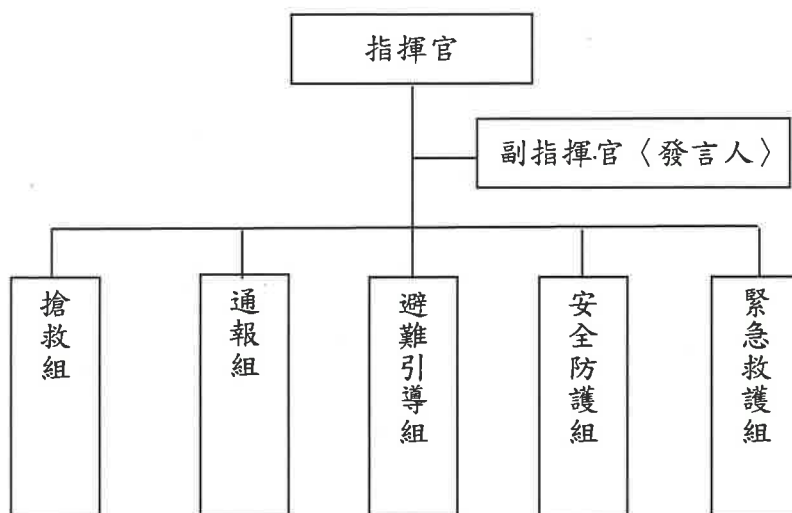 指揮官
副指揮官〈發言人〉
搶救組
通報組
避難引導組
安全防護組
緊急救護組